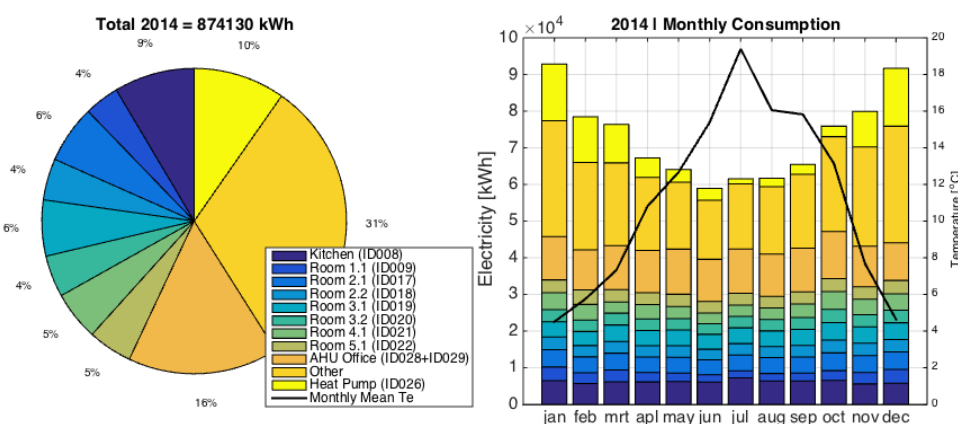 Total 2014 = 874130 kWh
9%
10%
4%
6%
4%
6%
4%
5%
5%
16%
31%
Kitchen (ID008)
Room 1.1 (ID009)
Room 2.1 (ID017)
Room 2.2 (ID018)
Room 3.1 (ID019)
Room 3.2 (ID020)
Room 4.1 (ID021)
Room 5.1 (ID022)
AHU Office (ID028+ID029)
Other
Heat Pump (ID026)
Monthly Mean Te
2014 | Monthly Consumption
×10⁴
10
9
8
7
6
5
4
3
2
1
0
Electricity [kWh]
jan feb mrt apl may jun jul aug sep oct nov dec
20
18
16
14
12
10
8
6
4
2
0
Temperature [°C]